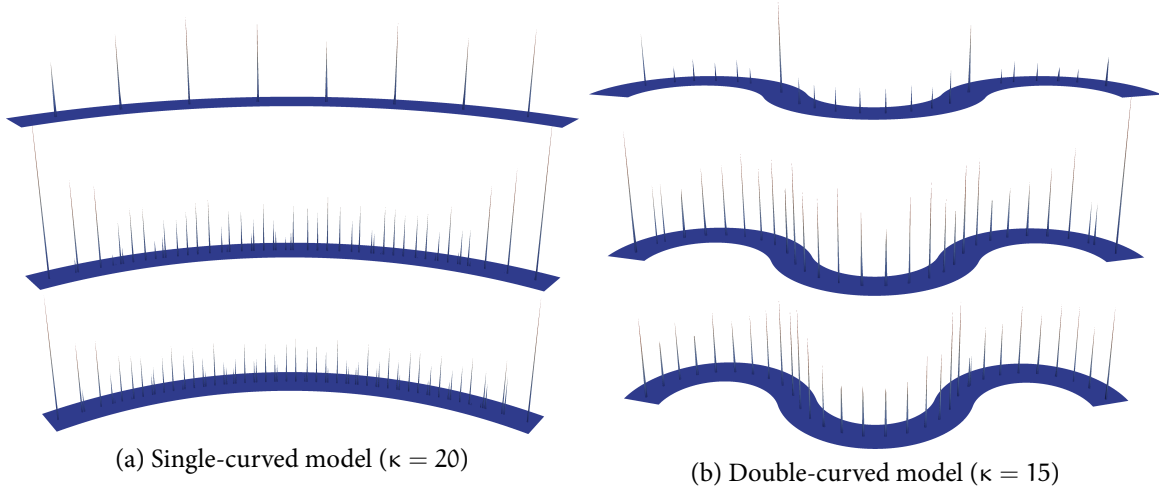 (a) Single-curved model (κ = 20)
(b) Double-curved model (κ = 15)